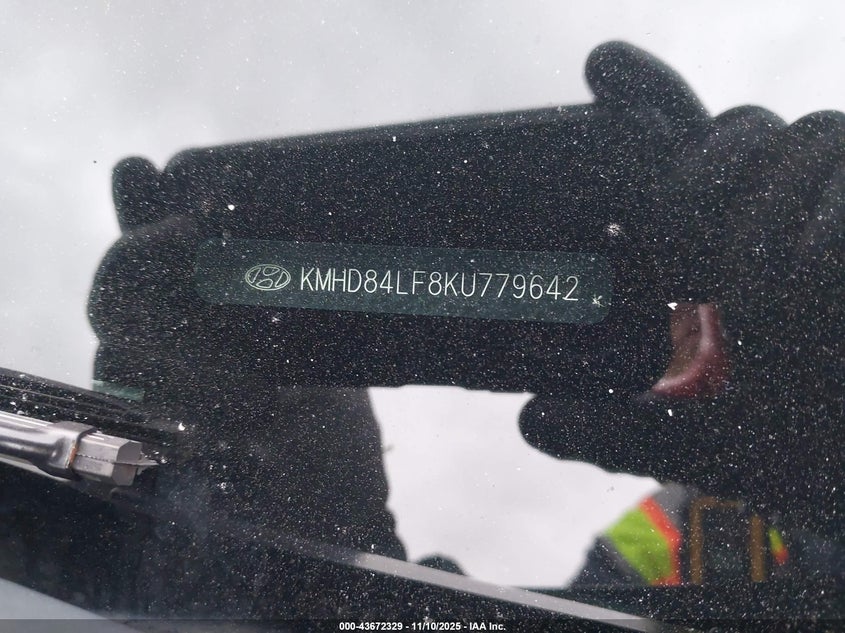 KMHD84LF8KU779642
000-43672329 - 11/10/2025 - IAA Inc.